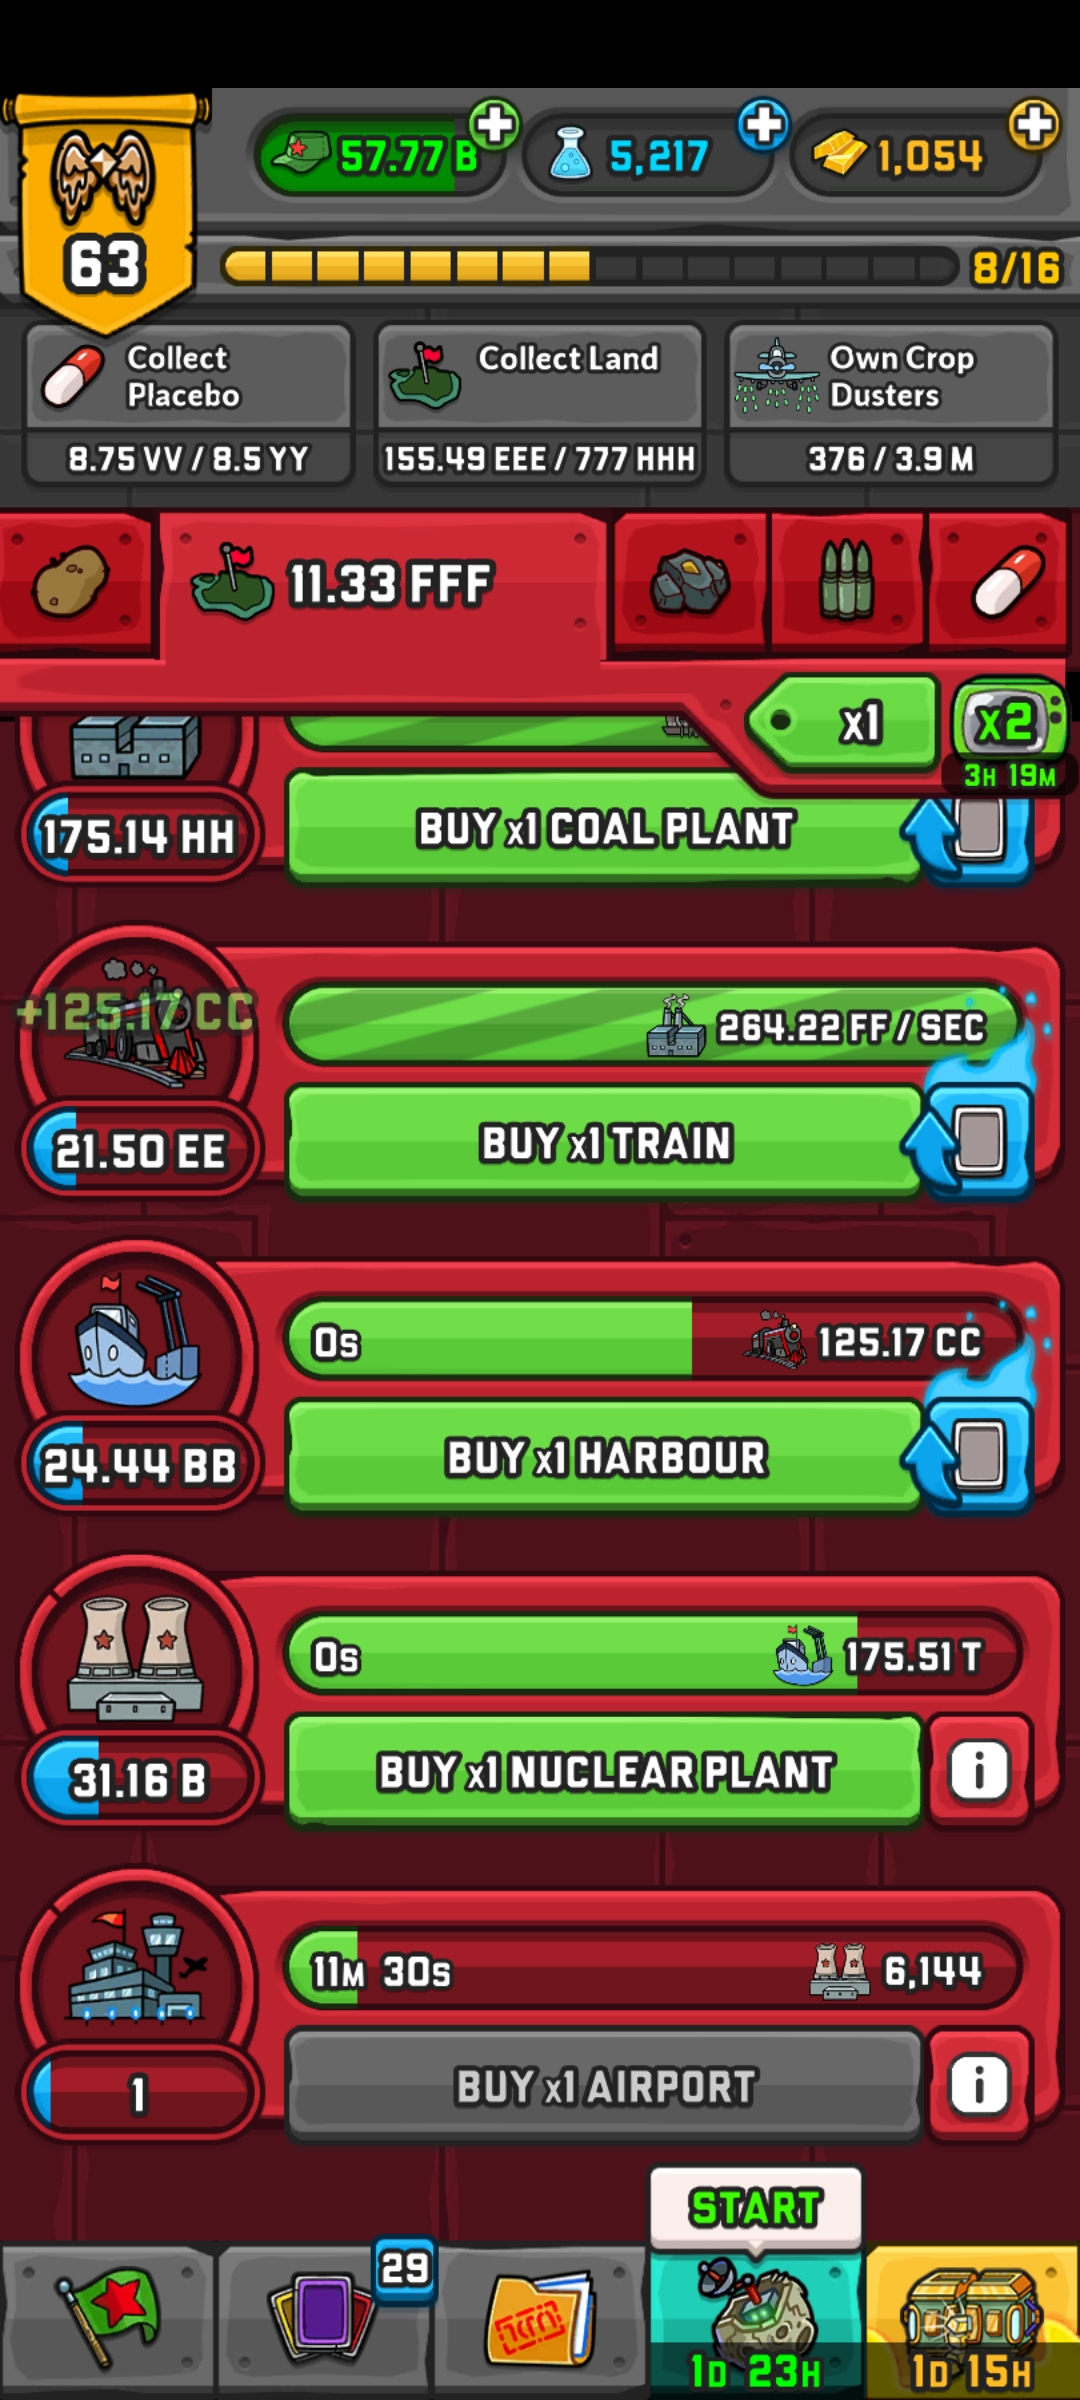 57.77 B
5,217
1,054
63
8/16
Collect
Placebo
8.75 VV / 8.5 YY
Collect Land
155.49 EEE / 777 HHH
Own Crop
Dusters
376 / 3.9 M
11.33 FFF
x1
x2
3H 19M
175.14 HH
BUY x1 COAL PLANT
+125.17 CC
264.22 FF / SEC
21.50 EE
BUY x1 TRAIN
0s
125.17 CC
24.44 BB
BUY x1 HARBOUR
0s
175.51 T
31.16 B
BUY x1 NUCLEAR PLANT
i
11M 30s
6,144
1
BUY x1 AIRPORT
i
START
29
1D 23H
1D 15H